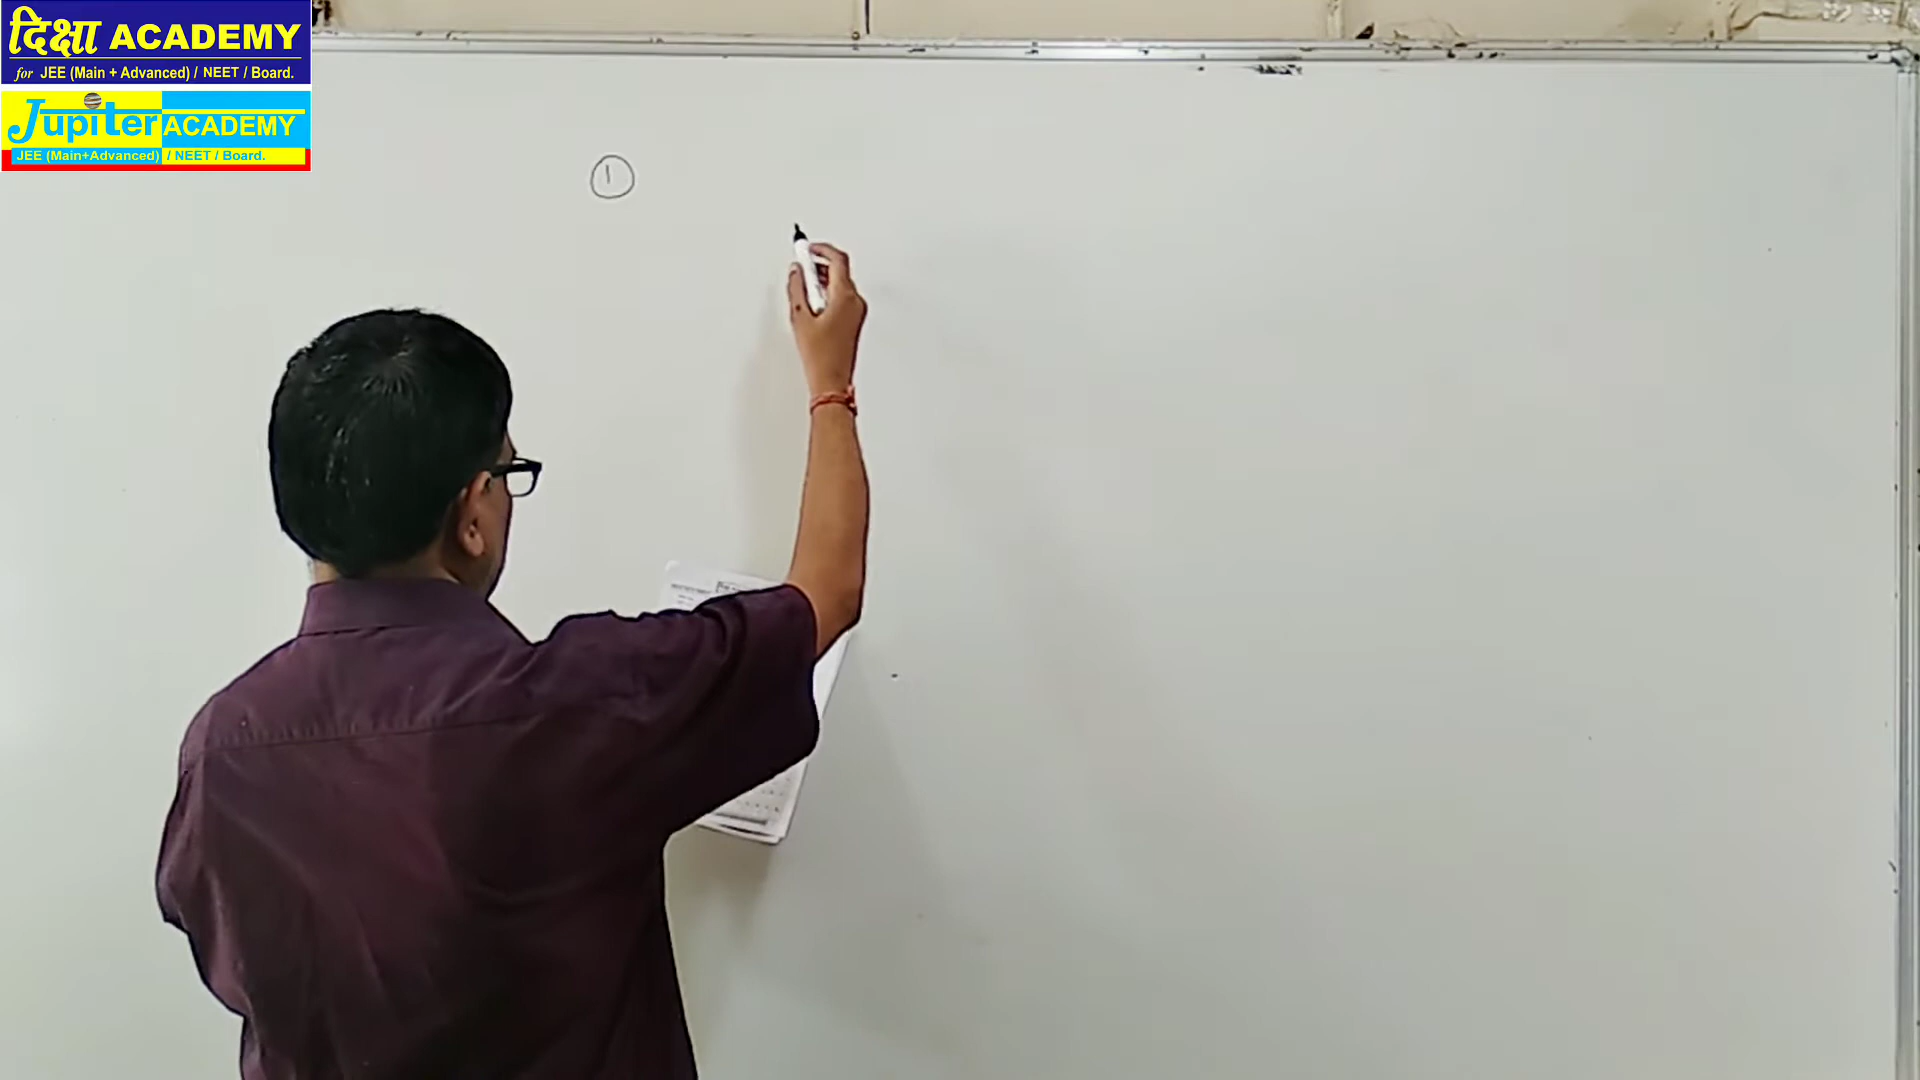 दिक्षा ACADEMY
for JEE (Main + Advanced) / NEET / Board.
Jupiter ACADEMY
JEE (Main+Advanced) / NEET / Board.
1